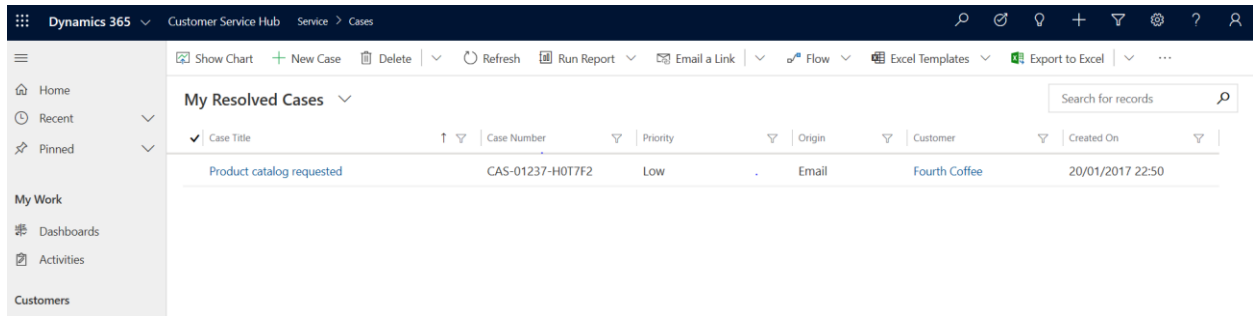 Dynamics 365 Customer Service Hub Service > Cases
Show Chart New Case Delete Refresh Run Report Email a Link Flow Excel Templates Export to Excel ...
Home
Recent
Pinned
My Work
Dashboards
Activities
Customers
My Resolved Cases Search for records
Case Title Case Number Priority Origin Customer Created On
Product catalog requested CAS-01237-H0T7F2 Low Email Fourth Coffee 20/01/2017 22:50